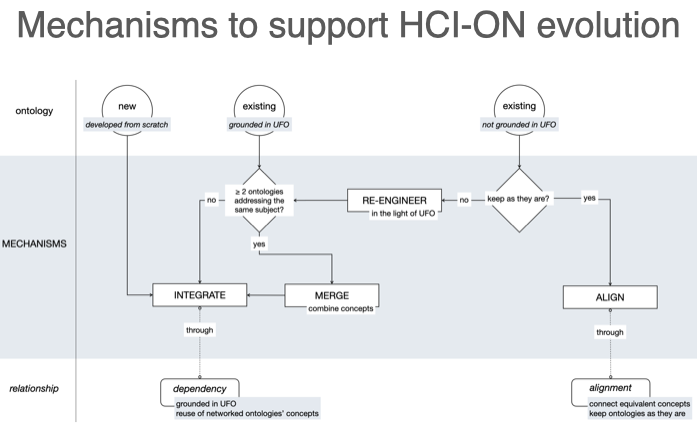 Mechanisms to support HCI-ON evolution
ontology
new
developed from scratch
existing
grounded in UFO
existing
not grounded in UFO
MECHANISMS
no
≥ 2 ontologies
addressing the
same subject?
RE-ENGINEER
in the light of UFO
no
keep as they are?
yes
yes
INTEGRATE
MERGE
combine concepts
ALIGN
through
through
relationship
dependency
grounded in UFO
reuse of networked ontologies' concepts
alignment
connect equivalent concepts
keep ontologies as they are